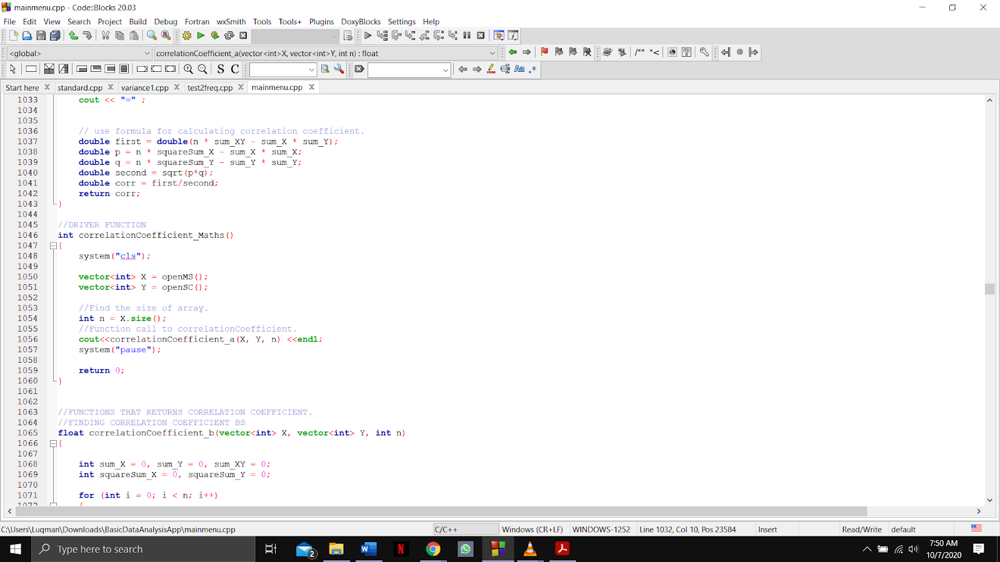 mainmenu.cpp - Code::Blocks 20.03
File Edit View Search Project Build Debug Fortran wxSmith Tools Tools+ Plugins DoxyBlocks Settings Help
<global> correlationCoefficient_a(vector<int>X, vector<int>Y, int n) : float /** *<
S C Aa .*
Start here X standard.cpp X variance1.cpp X test2freq.cpp X mainmenu.cpp X
1033 cout << "=" ;
1034
1035
1036 // use formula for calculating correlation coefficient.
1037 double first = double(n * sum_XY - sum_X * sum_Y);
1038 double p = n * squareSum_X - sum_X * sum_X;
1039 double q = n * squareSum_Y - sum_Y * sum_Y;
1040 double second = sqrt(p*q);
1041 double corr = first/second;
1042 return corr;
1043 }
1044
1045 //DRIVER FUNCTION
1046 int correlationCoefficient_Maths()
1047 {
1048 system("cls");
1049
1050 vector<int> X = openMS();
1051 vector<int> Y = openSC();
1052
1053 //Find the size of array.
1054 int n = X.size();
1055 //Function call to correlationCoefficient.
1056 cout<<correlationCoefficient_a(X, Y, n) <<endl;
1057 system("pause");
1058
1059 return 0;
1060 }
1061
1062
1063 //FUNCTIONS THAT RETURNS CORRELATION COEFFICIENT.
1064 //FINDING CORRELATION COEFFICIENT BS
1065 float correlationCoefficient_b(vector<int> X, vector<int> Y, int n)
1066 {
1067
1068 int sum_X = 0, sum_Y = 0, sum_XY = 0;
1069 int squareSum_X = 0, squareSum_Y = 0;
1070
1071 for (int i = 0; i < n; i++)
1072 {
C:\Users\Luqman\Downloads\BasicDataAnalysisApp\mainmenu.cpp C/C++ Windows (CR+LF) WINDOWS-1252 Line 1032, Col 10, Pos 23584 Insert Read/Write default
Type here to search 2 W N 7:50 AM
10/7/2020